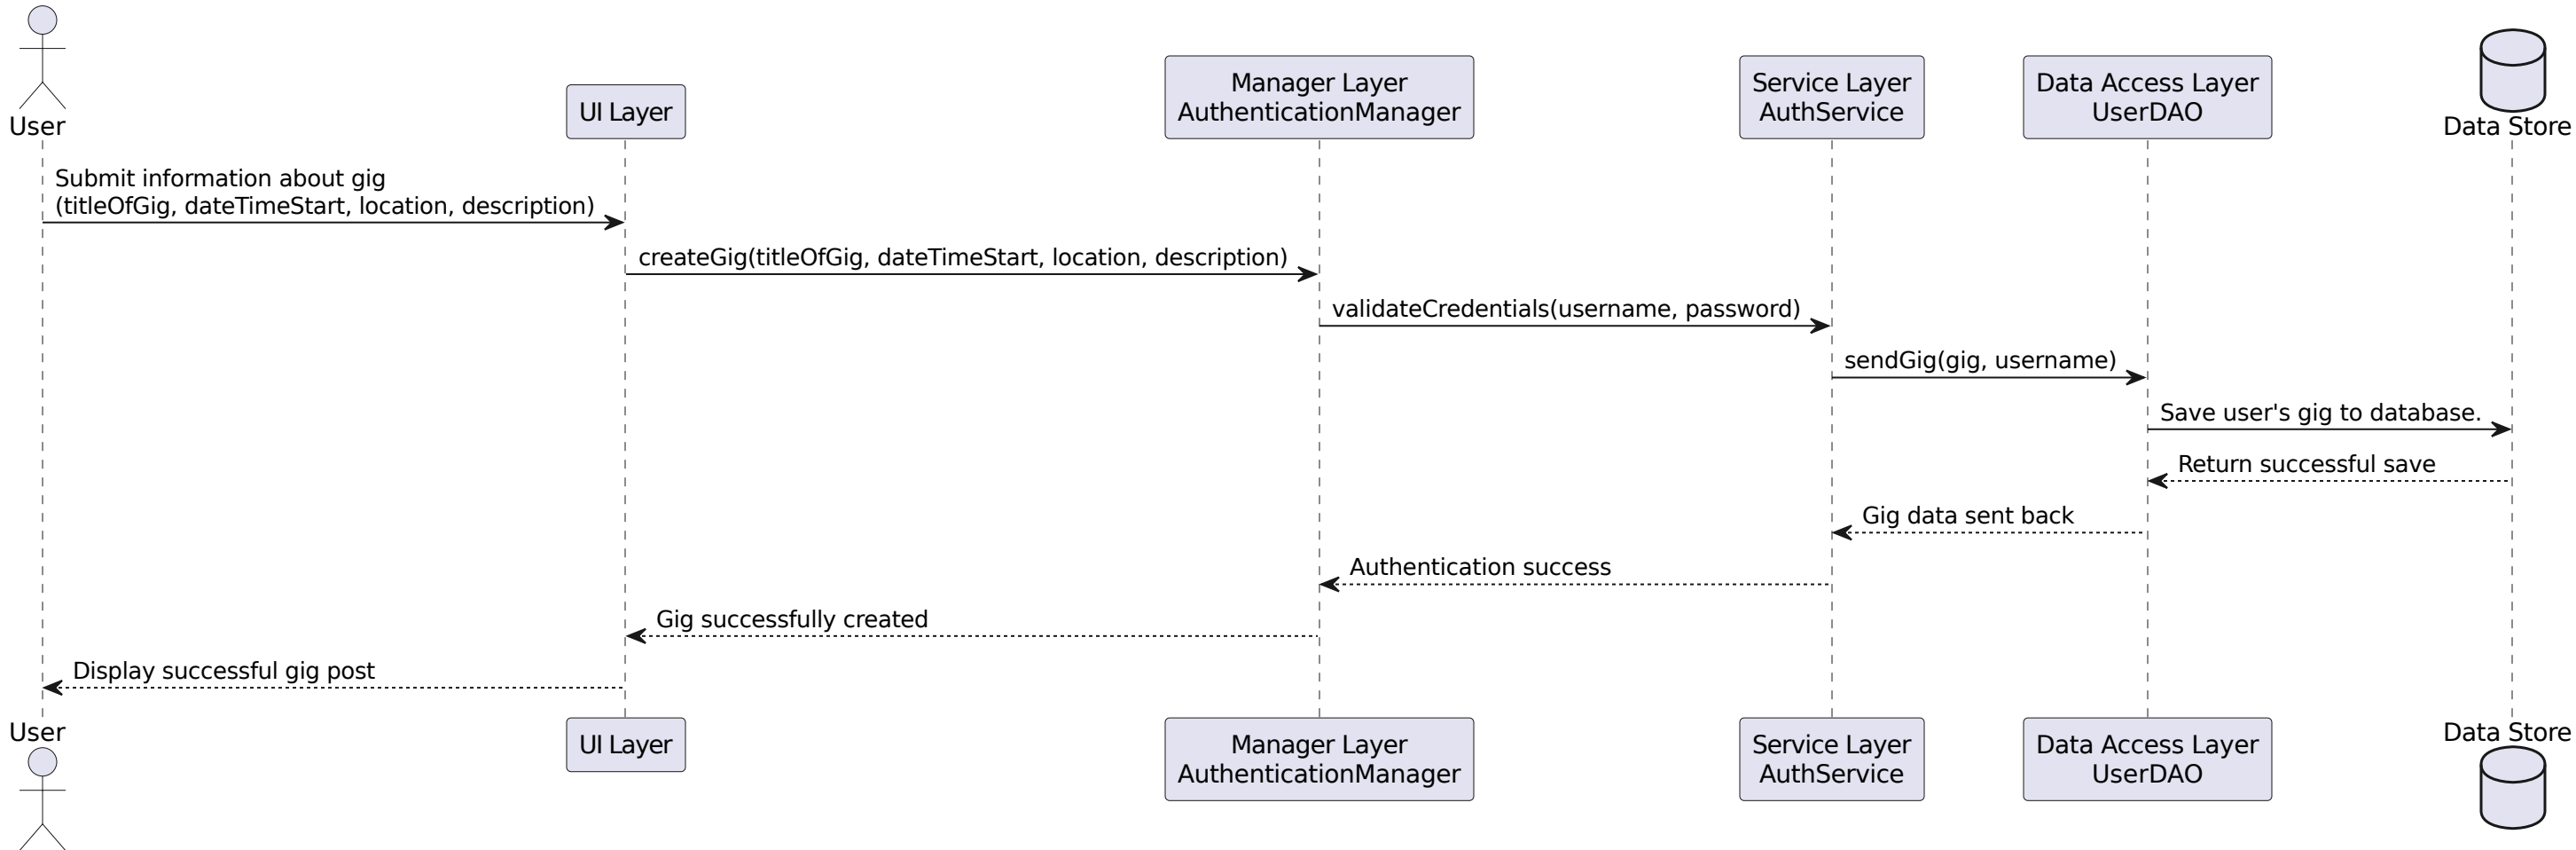 User
UI Layer
Manager Layer
AuthenticationManager
Service Layer
AuthService
Data Access Layer
UserDAO
Data Store
Submit information about gig
(titleOfGig, dateTimeStart, location, description)
createGig(titleOfGig, dateTimeStart, location, description)
validateCredentials(username, password)
sendGig(gig, username)
Save user's gig to database.
Return successful save
Gig data sent back
Authentication success
Gig successfully created
Display successful gig post
User
UI Layer
Manager Layer
AuthenticationManager
Service Layer
AuthService
Data Access Layer
UserDAO
Data Store